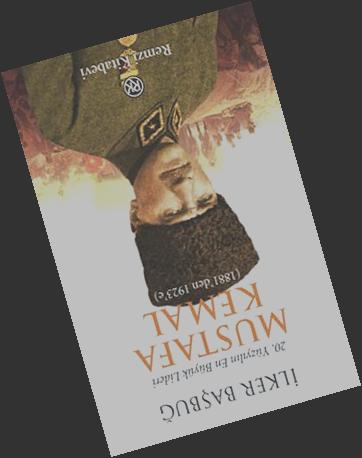 İLKER BAŞBUĞ
20. Yüzyılın En Büyük Lideri
MUSTAFA
KEMAL
(1881'den 1923'e)
Remzi Kitabevi